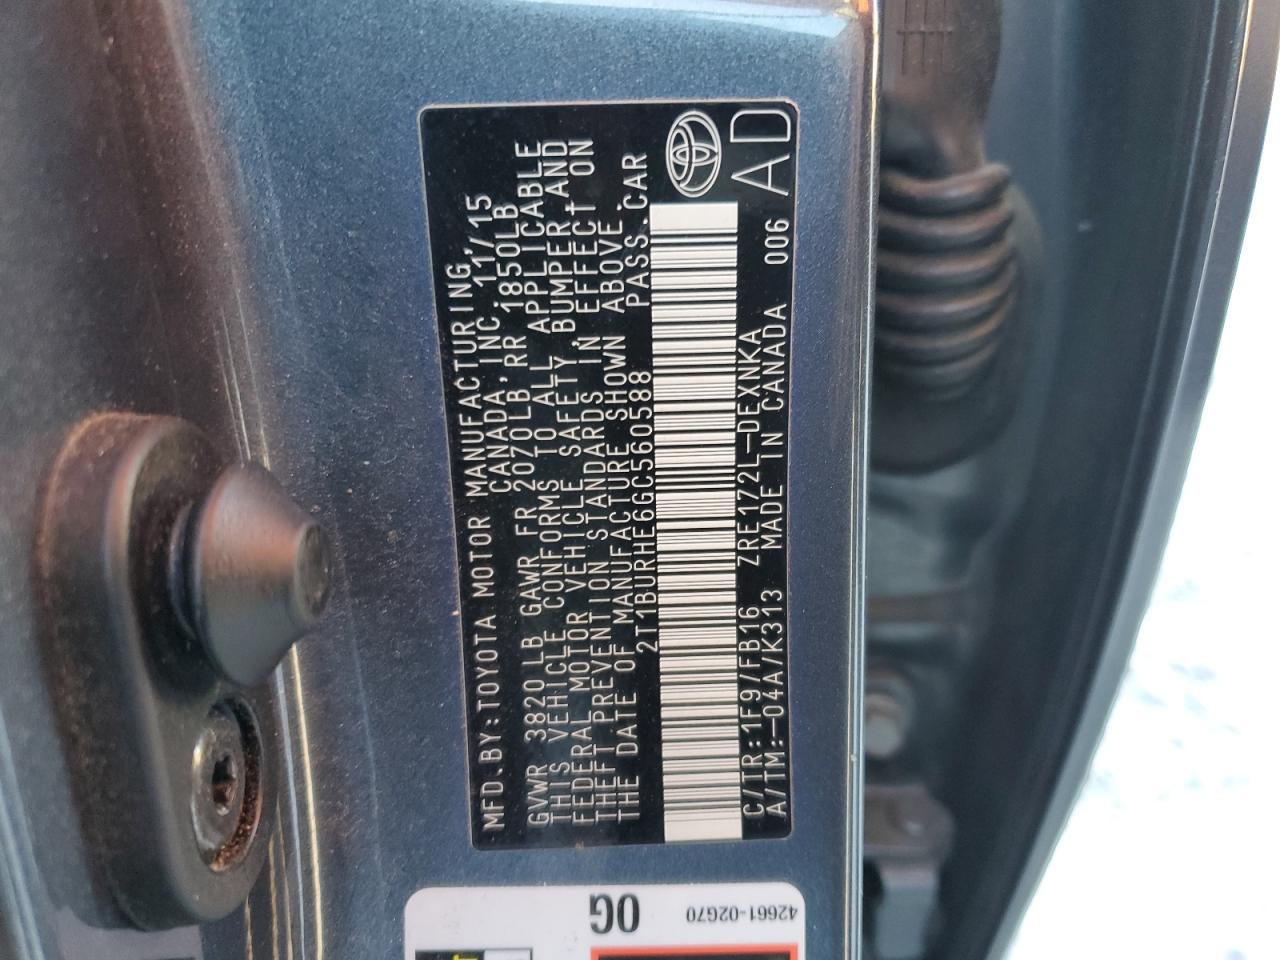 MFD.BY:TOYOTA MOTOR MANUFACTURING,
CANADA,INC. 11/15
GVWR 3820LB GAWR FR 2070LB,RR 1850LB
THIS VEHICLE CONFORMS TO ALL APPLICABLE
FEDERAL MOTOR VEHICLE SAFETY,BUMPER,AND
THEFT PREVENTION STANDARDS IN EFFECT ON
THE DATE OF MANUFACTURE SHOWN ABOVE.
2T1BURHE6GC560588 PASS.CAR
C/TR:1F9/FB16 ZRE172L-DEXNKA
A/TM:-04A/K313 MADE IN CANADA 006
AD
0G
42661-02G70